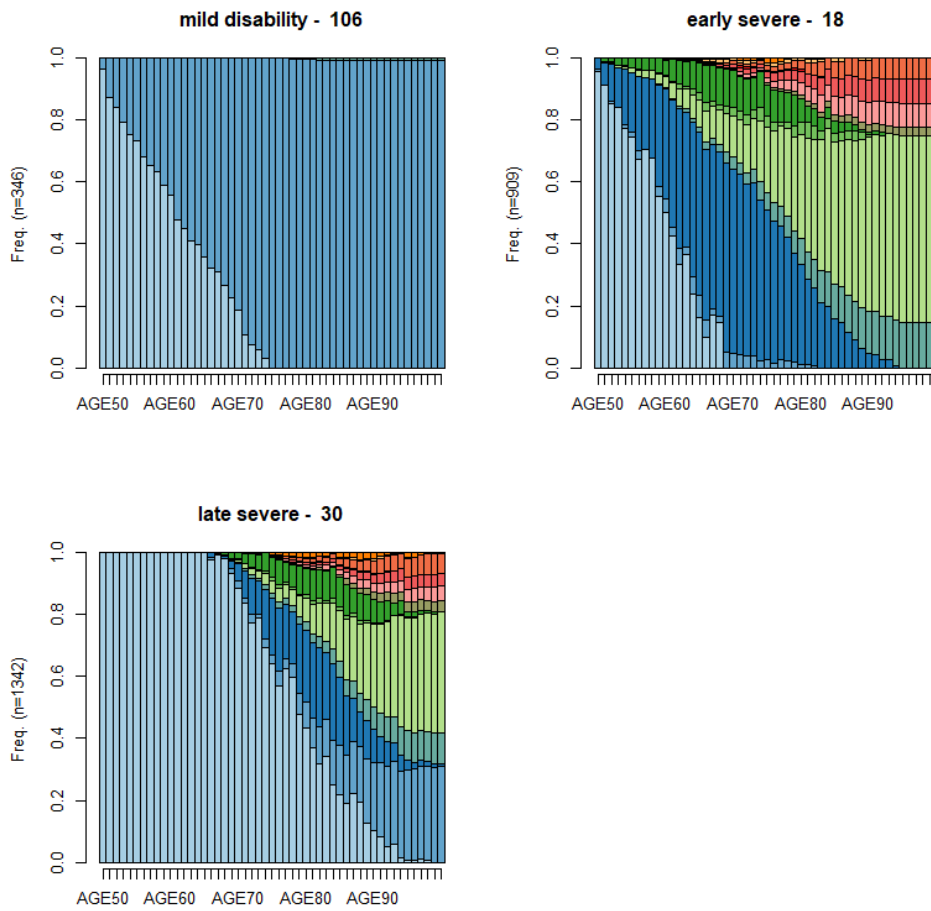 mild disability - 106
Freq. (n=346)
0.0 0.2 0.4 0.6 0.8 1.0
AGE50 AGE60 AGE70 AGE80 AGE90
early severe - 18
Freq. (n=909)
0.0 0.2 0.4 0.6 0.8 1.0
AGE50 AGE60 AGE70 AGE80 AGE90
late severe - 30
Freq. (n=1342)
0.0 0.2 0.4 0.6 0.8 1.0
AGE50 AGE60 AGE70 AGE80 AGE90